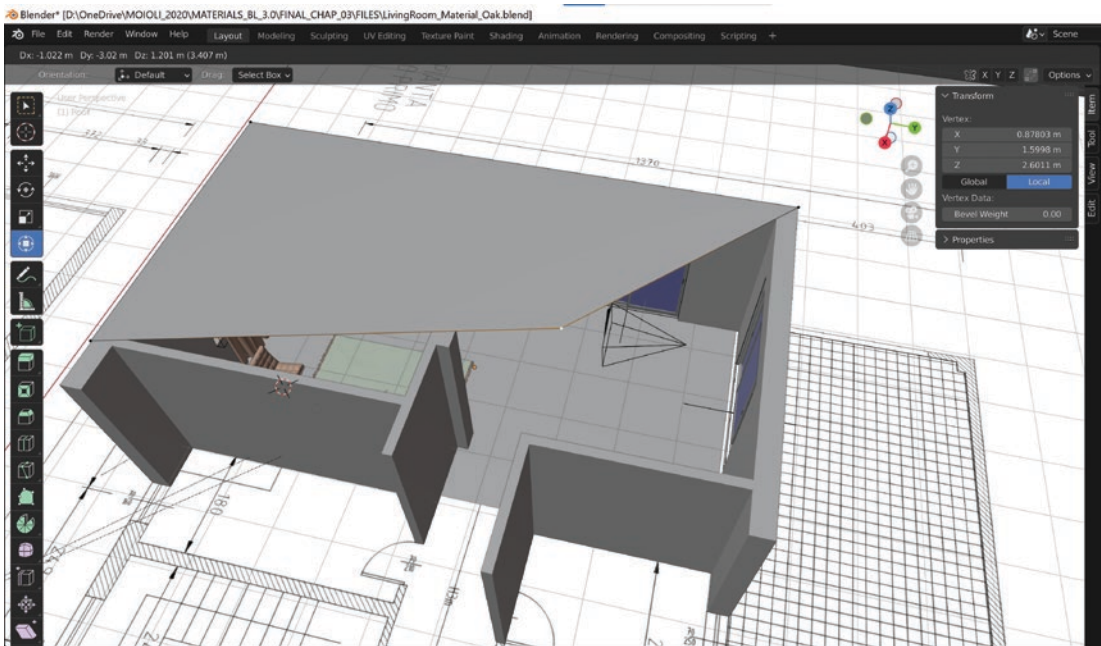 Blender* [D:\OneDrive\MOIOLI_2020\MATERIALS_BL_3.0\FINAL_CHAP_03\FILES\LivingRoom_Material_Oak.blend]
File Edit Render Window Help Layout Modeling Sculpting UV Editing Texture Paint Shading Animation Rendering Compositing Scripting + Scene
Dx: -1.022 m Dy: -3.02 m Dz: 1.201 m (3.407 m)
Orientation: Default Drag: Select Box X Y Z Options
User Perspective
(1) Roof
PIANTA
PRIMO
1370
403
180
Transform
Vertex:
X 0.87803 m
Y 1.5998 m
Z 2.6011 m
Global Local
Vertex Data:
Bevel Weight 0.00
Properties
Item
Tool
View
Edit
Z
Y
X